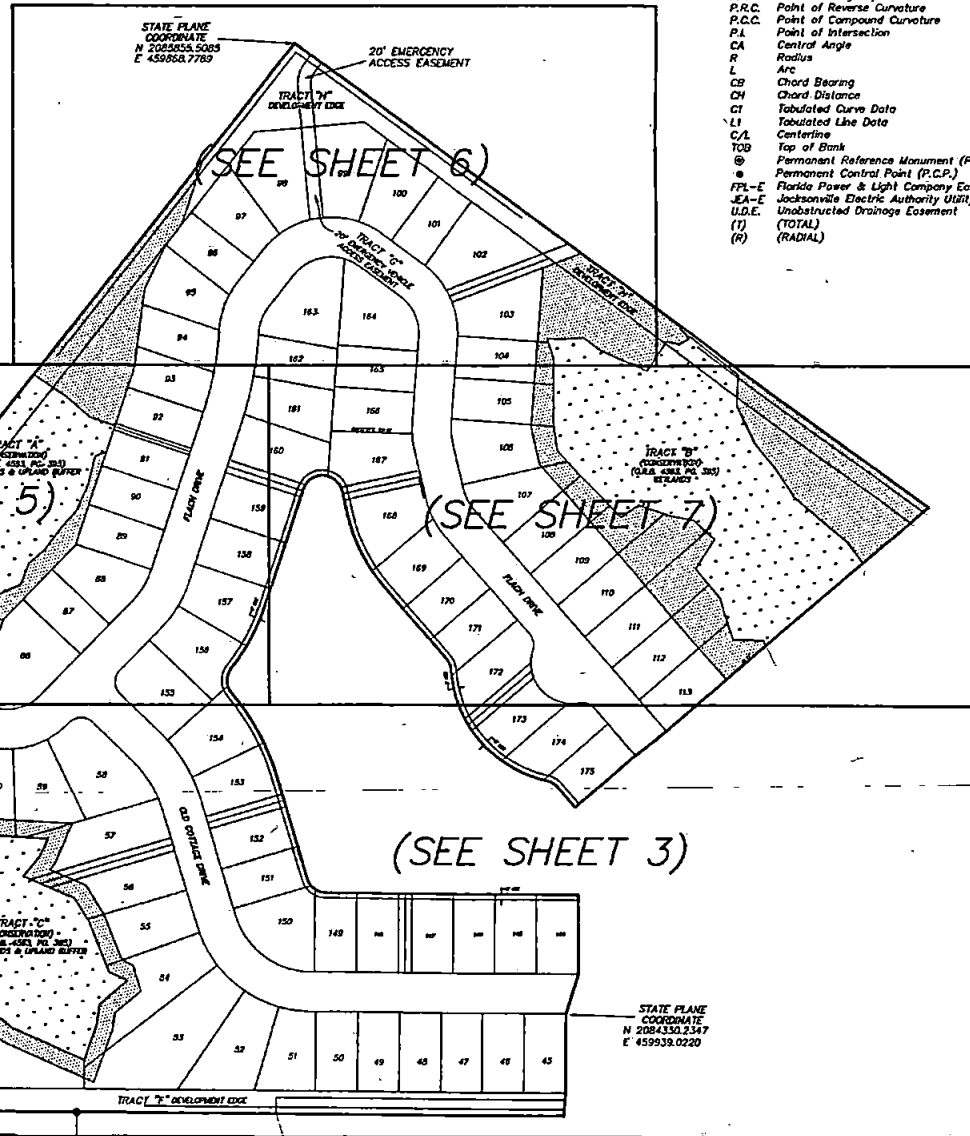 P.R.C. Point of Reverse Curvature
P.C.C. Point of Compound Curvature
P.I. Point of Intersection
CA Central Angle
R Radius
L Arc
CB Chord Bearing
CH Chord Distance
C1 Tabulated Curve Data
L1 Tabulated Line Data
C/L Centerline
TOB Top of Bank
Permanent Reference Monument (P
Permanent Control Point (P.C.P.)
FPL-E Florida Power & Light Company Eas
JEA-E Jacksonville Electric Authority Utility
U.D.E. Unobstructed Drainage Easement
(T) (TOTAL)
(R) (RADIAL)
STATE PLANE
COORDINATE
N 2085855.5085
E 459868.7789
20' EMERGENCY
ACCESS EASEMENT
TRACT "H"
DEVELOPMENT EDGE
(SEE SHEET 6)
98
99
100
97
101
96
102
TRACT "G"
20' EMERGENCY VEHICLE
ACCESS EASEMENT
TRACT "H"
DEVELOPMENT EDGE
95
163
164
103
94
162
104
93
165
105
92
161
166
106
TRACT "A"
91
160
167
TRACT "B"
(CONSERVATION)
(O.R.B. 4583, PG. 385)
WETLANDS
5)
90
159
107
FLACH DRIVE
168
(SEE SHEET 7)
89
158
108
109
88
169
110
87
157
170
FLACH DRIVE
111
86
156
171
112
155
172
113
154
173
174
175
59
58
153
57
OLD COTTAGE DRIVE
152
(SEE SHEET 3)
56
151
55
150
149
TRACT "C"
54
53
52
51
50
49
48
47
46
45
STATE PLANE
COORDINATE
N 2084330.2347
E 459939.0220
TRACT "F" DEVELOPMENT EDGE